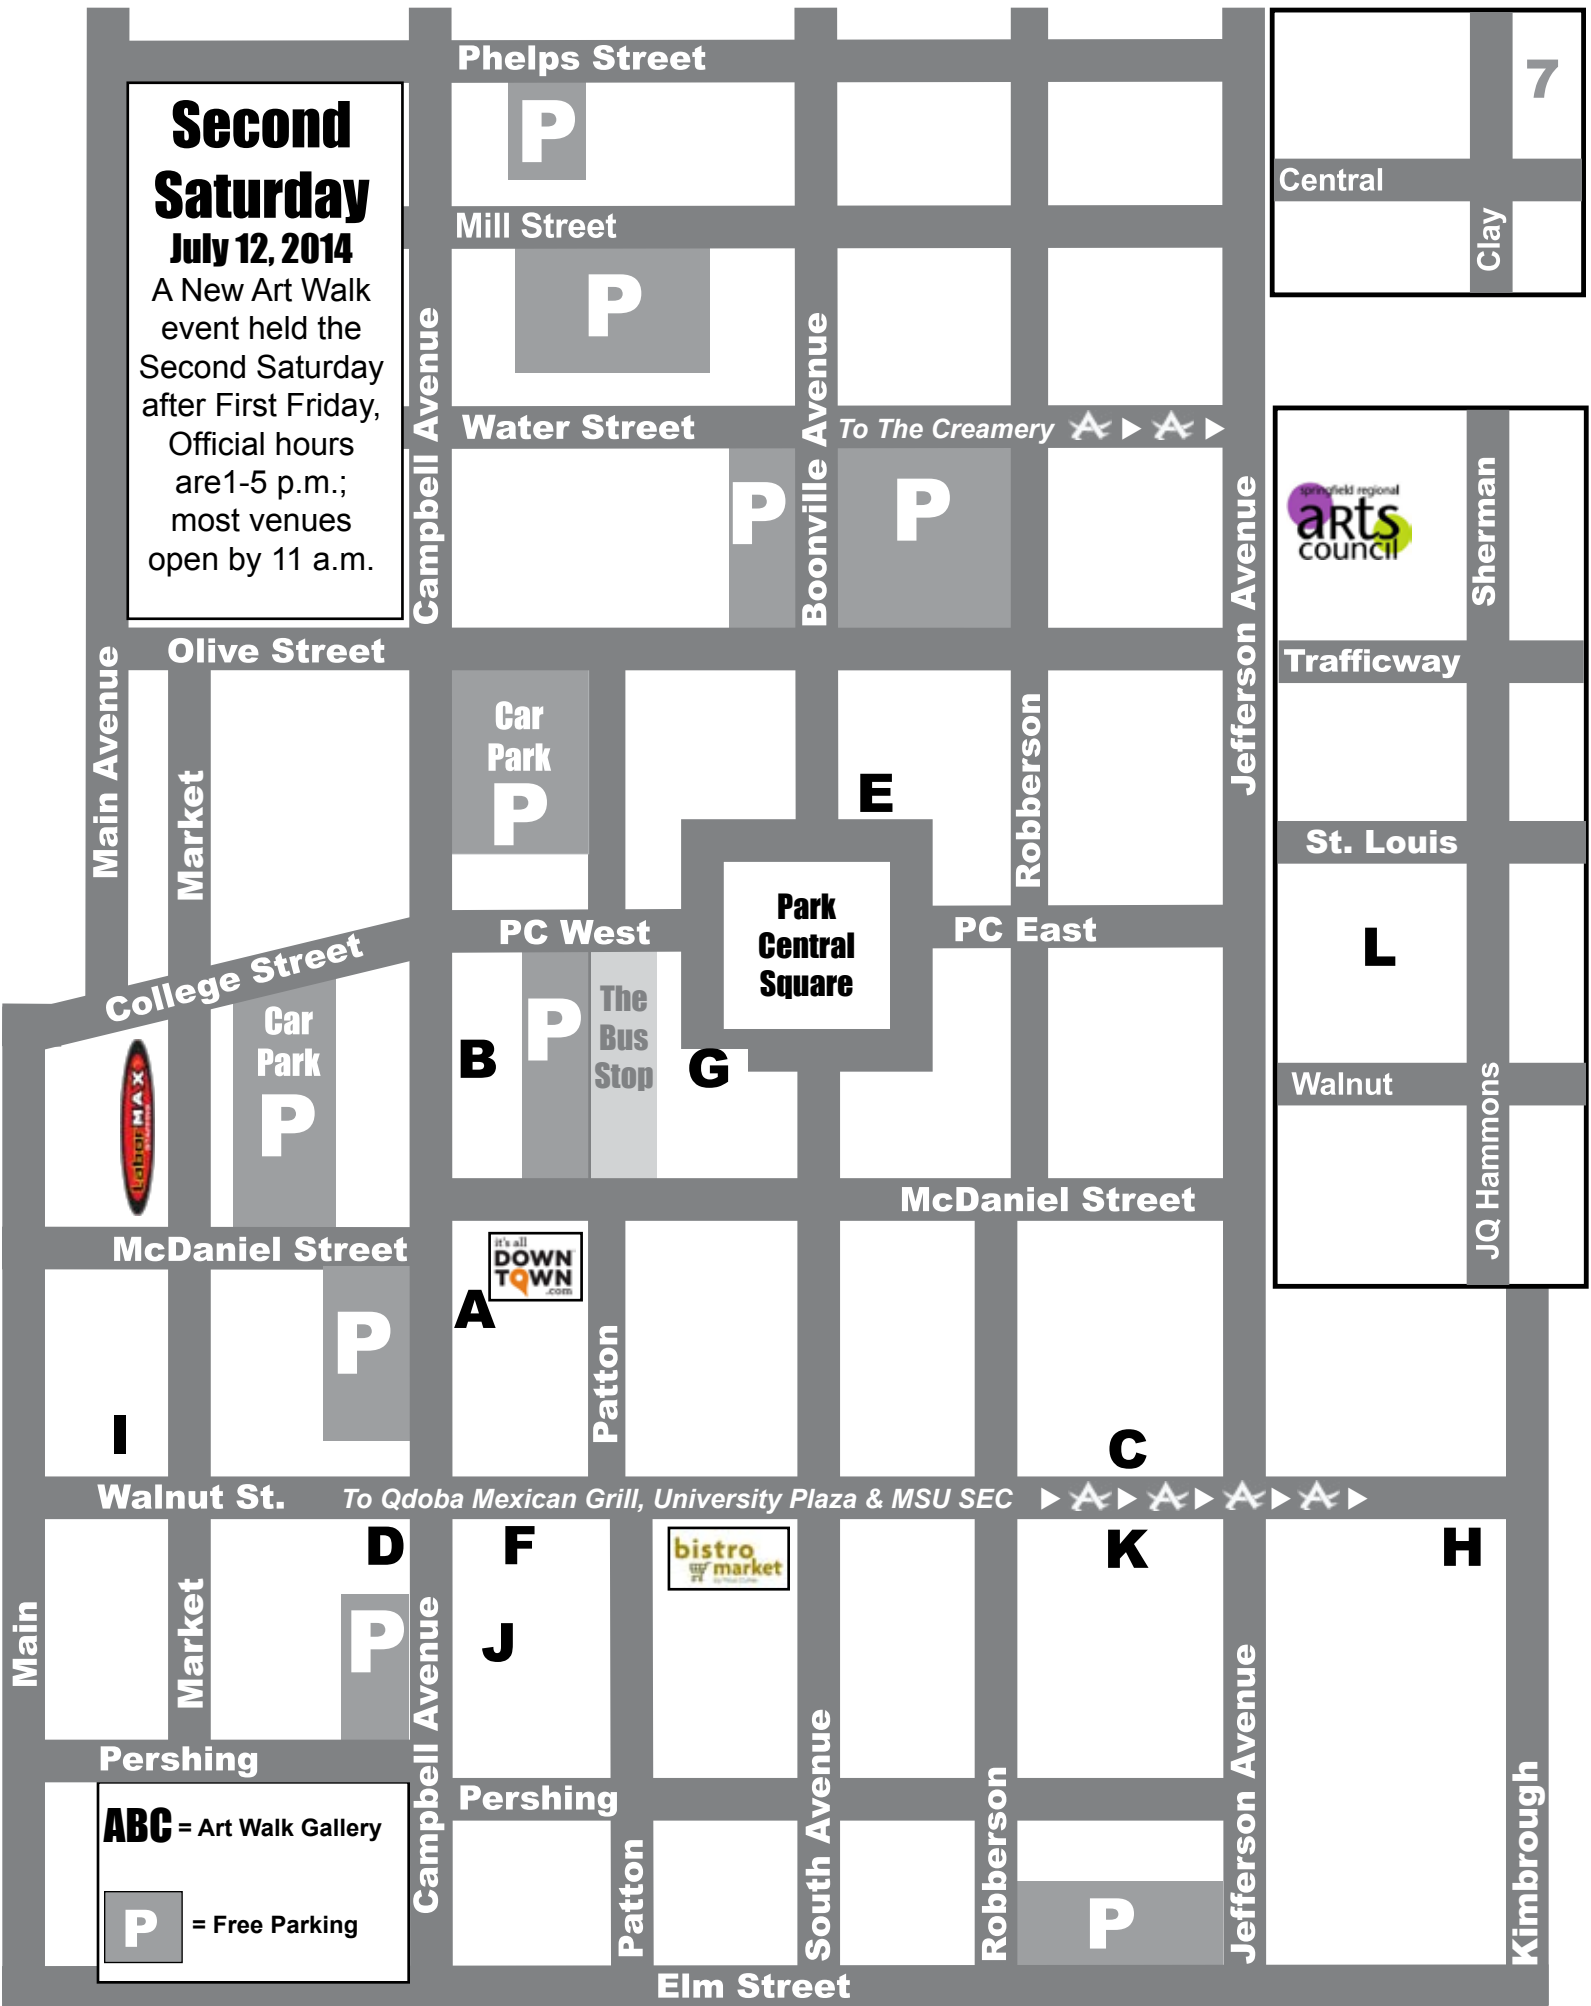 Phelps Street
Second
Saturday
July 12, 2014
A New Art Walk
event held the
Second Saturday
after First Friday,
Official hours
are1-5 p.m.;
most venues
open by 11 a.m.
P
7
Central
Clay
Mill Street
P
Campbell Avenue
Boonville Avenue
Water Street
To The Creamery
P
P
springfield regional
arts
council
Sherman
Jefferson Avenue
Olive Street
Trafficway
Main Avenue
Market
Car
Park
P
E
Robberson
St. Louis
PC West
Park
Central
Square
PC East
L
College Street
Car
Park
P
LaborMAX
B
P
The
Bus
Stop
G
Walnut
JQ Hammons
McDaniel Street
McDaniel Street
it's all
DOWN
TOWN
.com
A
P
Patton
I
C
Walnut St.
To Qdoba Mexican Grill, University Plaza & MSU SEC
D
F
bistro
market
K
H
P
J
Main
Market
Campbell Avenue
South Avenue
Robberson
Jefferson Avenue
Kimbrough
Pershing
Pershing
Patton
ABC = Art Walk Gallery
P = Free Parking
P
Elm Street